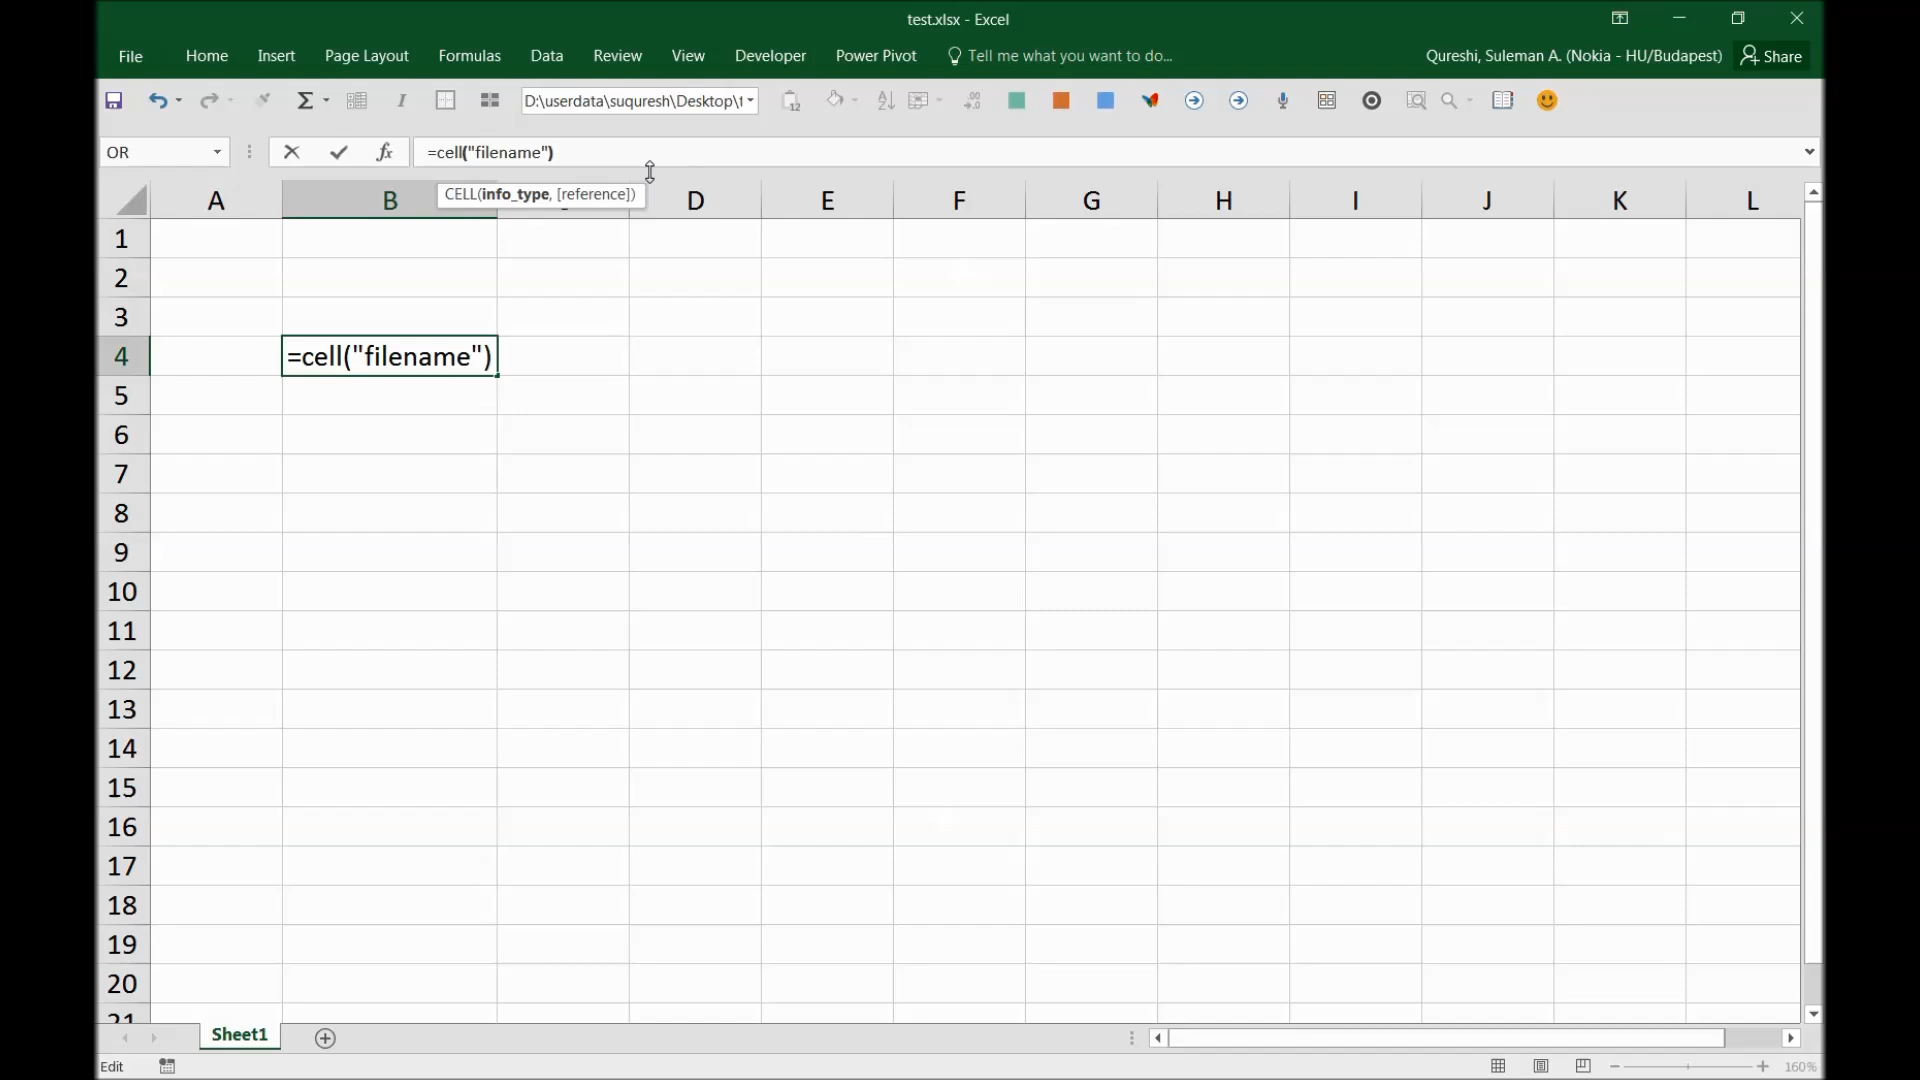 test.xlsx - Excel
File Home Insert Page Layout Formulas Data Review View Developer Power Pivot Tell me what you want to do... Qureshi, Suleman A. (Nokia - HU/Budapest) Share
D:\userdata\suquresh\Desktop\t
OR =cell("filename")
CELL(info_type, [reference])
A B D E F G H I J K L
1
2
3
4 =cell("filename")
5
6
7
8
9
10
11
12
13
14
15
16
17
18
19
20
21
Sheet1
Edit 160%